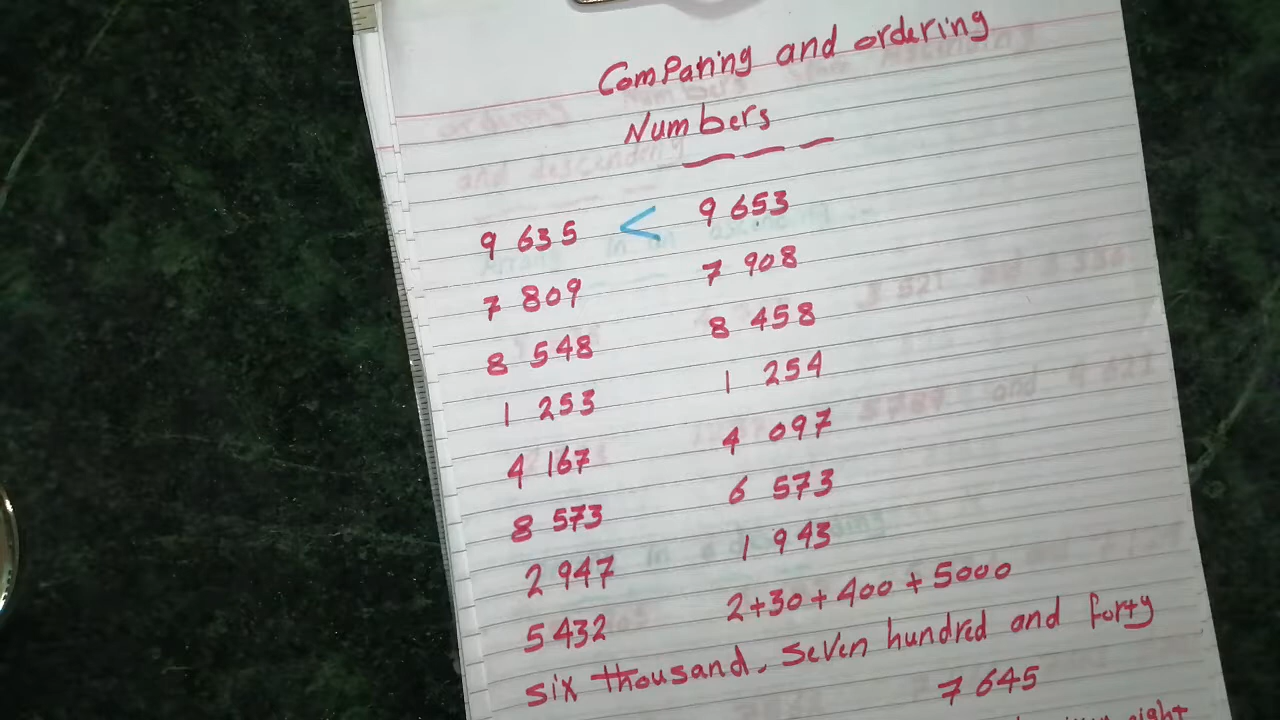 Comparing and ordering
Numbers
9 635 < 9 653
7 809 7 908
8 548 8 458
1 253 1 254
4 167 4 097
8 573 6 573
2 947 1 943
5 432 2+30+400+5000
six thousand, seven hundred and forty
7 645